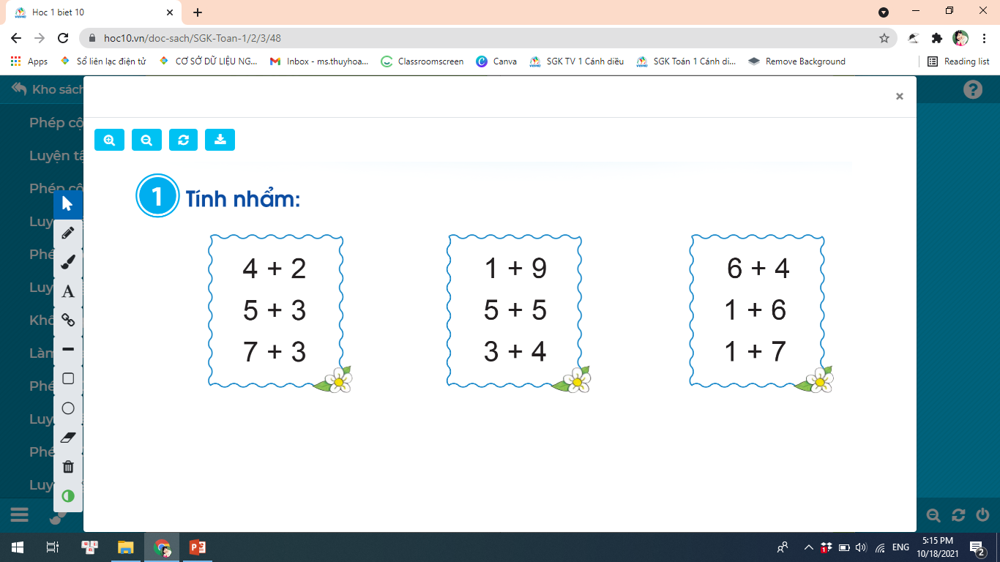 Hoc 1 biet 10
hoc10.vn/doc-sach/SGK-Toan-1/2/3/48
Apps
Sổ liên lạc điện tử
CƠ SỞ DỮ LIỆU NG...
Inbox - ms.thuyhoa...
Classroomscreen
Canva
SGK TV 1 Cánh diều
SGK Toán 1 Cánh di...
Remove Background
Reading list
Kho sách
Phép cộ
Luyện tậ
Phép cộ
Luy
Phé
Luy
Khố
Làm
Phé
Luy
Phé
Luy
A
1 Tính nhẩm:
4 + 2
5 + 3
7 + 3
1 + 9
5 + 5
3 + 4
6 + 4
1 + 6
1 + 7
ENG
5:15 PM
10/18/2021
2